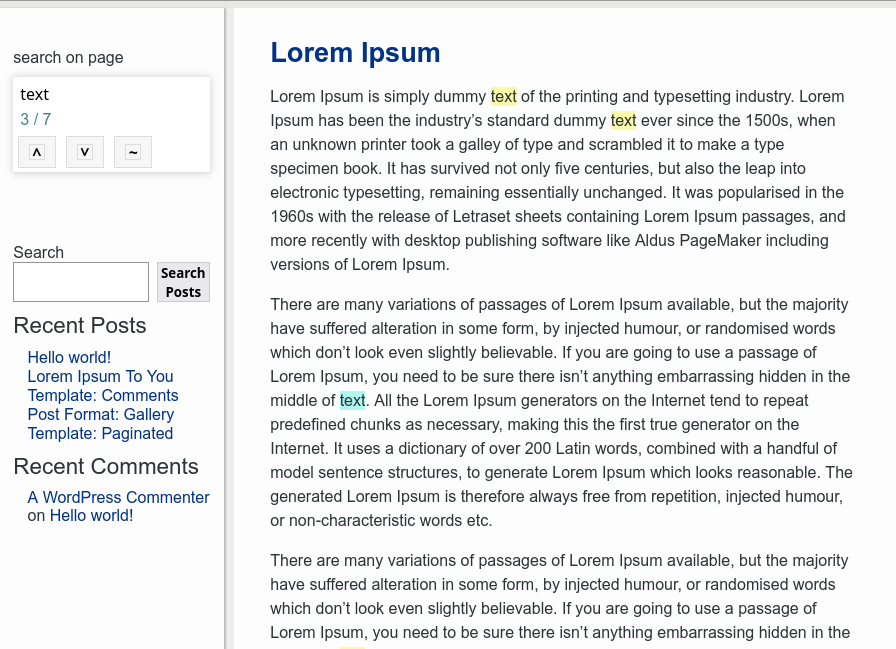 search on page
text
3 / 7
˄ ˅ ~
Search
Search
Posts
Recent Posts
Hello world!
Lorem Ipsum To You
Template: Comments
Post Format: Gallery
Template: Paginated
Recent Comments
A WordPress Commenter
on Hello world!
Lorem Ipsum
Lorem Ipsum is simply dummy text of the printing and typesetting industry. Lorem
Ipsum has been the industry’s standard dummy text ever since the 1500s, when
an unknown printer took a galley of type and scrambled it to make a type
specimen book. It has survived not only five centuries, but also the leap into
electronic typesetting, remaining essentially unchanged. It was popularised in the
1960s with the release of Letraset sheets containing Lorem Ipsum passages, and
more recently with desktop publishing software like Aldus PageMaker including
versions of Lorem Ipsum.
There are many variations of passages of Lorem Ipsum available, but the majority
have suffered alteration in some form, by injected humour, or randomised words
which don’t look even slightly believable. If you are going to use a passage of
Lorem Ipsum, you need to be sure there isn’t anything embarrassing hidden in the
middle of text. All the Lorem Ipsum generators on the Internet tend to repeat
predefined chunks as necessary, making this the first true generator on the
Internet. It uses a dictionary of over 200 Latin words, combined with a handful of
model sentence structures, to generate Lorem Ipsum which looks reasonable. The
generated Lorem Ipsum is therefore always free from repetition, injected humour,
or non-characteristic words etc.
There are many variations of passages of Lorem Ipsum available, but the majority
have suffered alteration in some form, by injected humour, or randomised words
which don’t look even slightly believable. If you are going to use a passage of
Lorem Ipsum, you need to be sure there isn’t anything embarrassing hidden in the